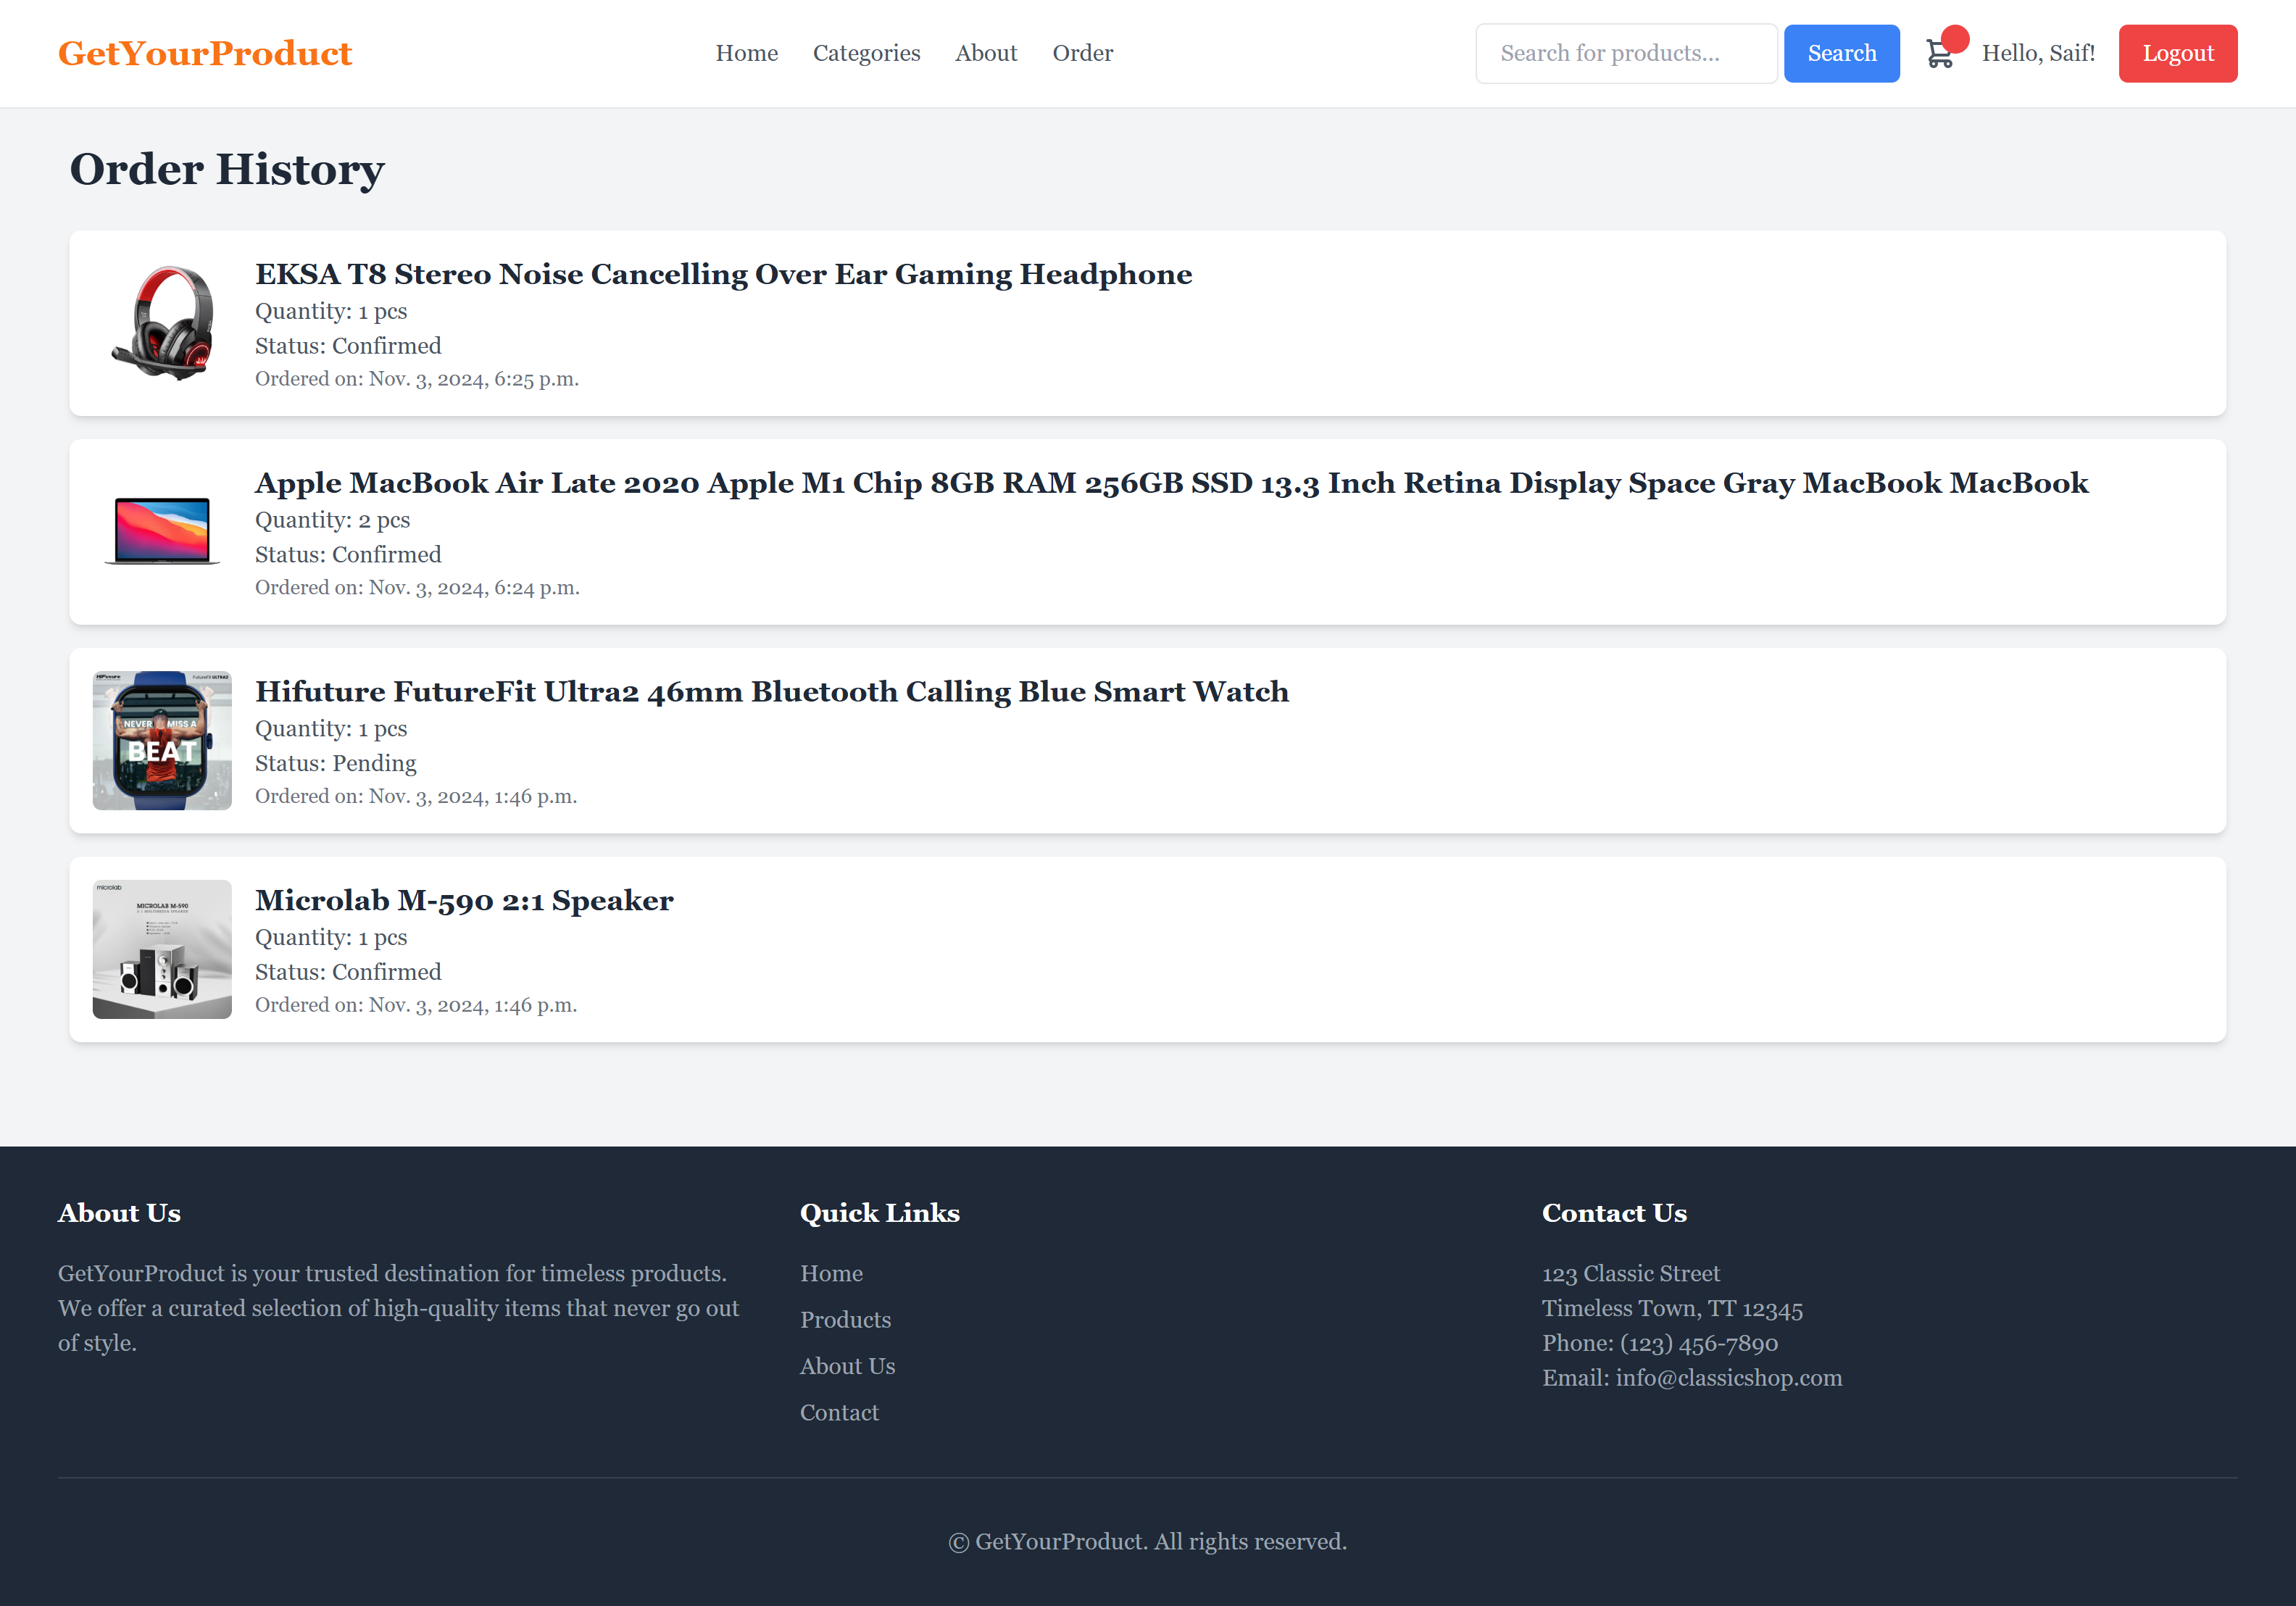 GetYourProduct
Home Categories About Order
Search for products... Search Hello, Saif! Logout
Order History
EKSA T8 Stereo Noise Cancelling Over Ear Gaming Headphone
Quantity: 1 pcs
Status: Confirmed
Ordered on: Nov. 3, 2024, 6:25 p.m.
Apple MacBook Air Late 2020 Apple M1 Chip 8GB RAM 256GB SSD 13.3 Inch Retina Display Space Gray MacBook MacBook
Quantity: 2 pcs
Status: Confirmed
Ordered on: Nov. 3, 2024, 6:24 p.m.
HiFuture FutureFit ULTRA2
NEVER MISS A
BEAT
Hifuture FutureFit Ultra2 46mm Bluetooth Calling Blue Smart Watch
Quantity: 1 pcs
Status: Pending
Ordered on: Nov. 3, 2024, 1:46 p.m.
microlab
MICROLAB M-590
2:1 MULTIMEDIA SPEAKER
Microlab M-590 2:1 Speaker
Quantity: 1 pcs
Status: Confirmed
Ordered on: Nov. 3, 2024, 1:46 p.m.
About Us
GetYourProduct is your trusted destination for timeless products.
We offer a curated selection of high-quality items that never go out
of style.
Quick Links
Home
Products
About Us
Contact
Contact Us
123 Classic Street
Timeless Town, TT 12345
Phone: (123) 456-7890
Email: info@classicshop.com
© GetYourProduct. All rights reserved.